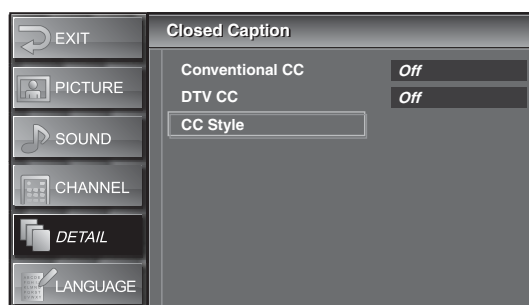 EXIT
PICTURE
SOUND
CHANNEL
DETAIL
LANGUAGE
Closed Caption
Conventional CC Off
DTV CC Off
CC Style